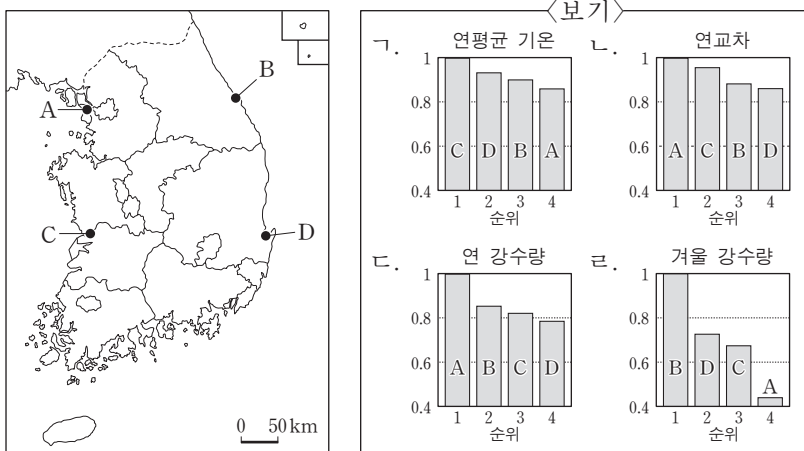 A
B
C
D
0 50km
〈보기〉
ㄱ. 연평균 기온
1
0.8
0.6
0.4
C D B A
1 2 3 4
순위
ㄴ. 연교차
1
0.8
0.6
0.4
A C B D
1 2 3 4
순위
ㄷ. 연 강수량
1
0.8
0.6
0.4
A B C D
1 2 3 4
순위
ㄹ. 겨울 강수량
1
0.8
0.6
0.4
B D C A
1 2 3 4
순위